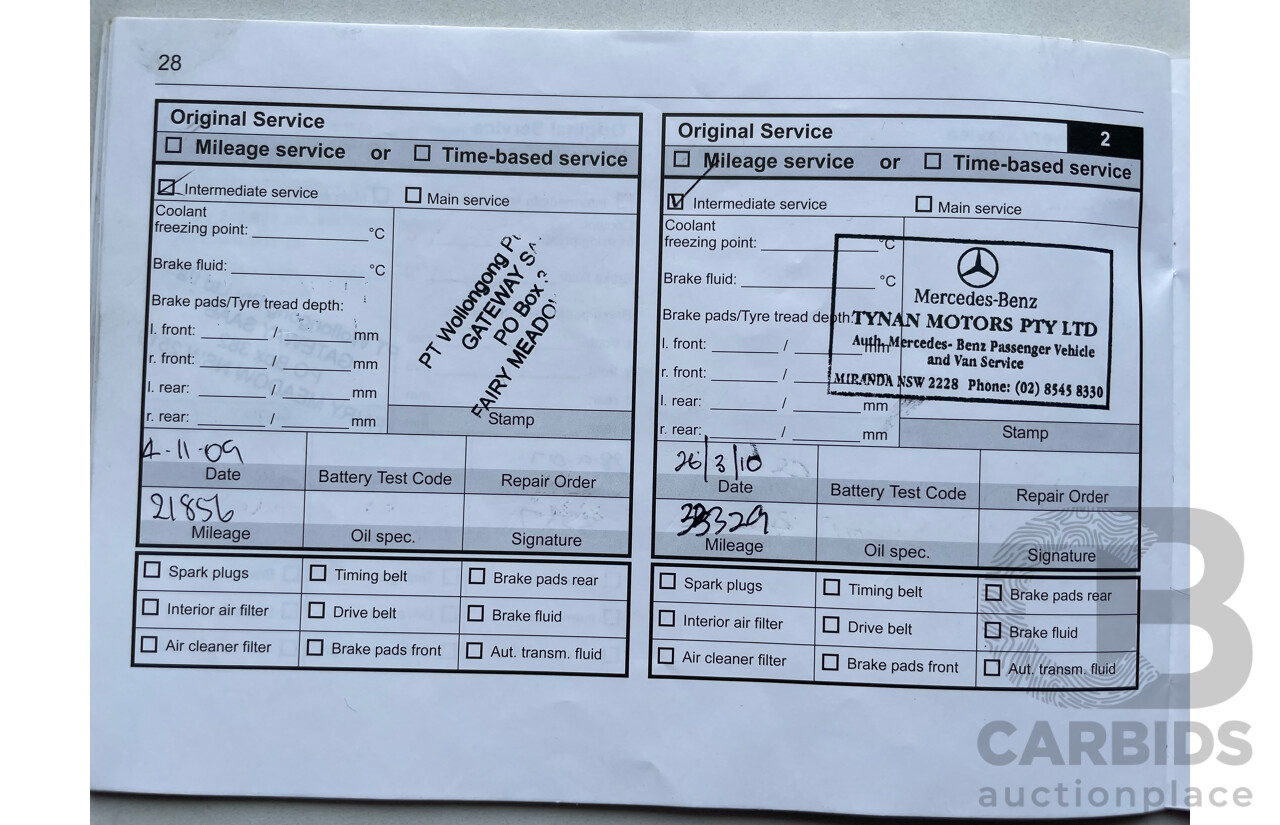 28
Original Service
Mileage service or Time-based service
Intermediate service Main service
Coolant
freezing point: °C
Brake fluid: °C
Brake pads/Tyre tread depth:
l. front: / mm
r. front: / mm
l. rear: / mm
r. rear: / mm
PT Wollongong
GATEWAY
PO Box
FAIRY
Stamp
4-11-09
Date Battery Test Code Repair Order
21856
Mileage Oil spec. Signature
Spark plugs Timing belt Brake pads rear
Interior air filter Drive belt Brake fluid
Air cleaner filter Brake pads front Aut. transm. fluid
Original Service 2
Mileage service or Time-based service
Intermediate service Main service
Coolant
freezing point: °C
Brake fluid: °C
Brake pads/Tyre tread depth:
l. front: / mm
r. front: / mm
l. rear: / mm
r. rear: / mm
Mercedes-Benz
TYNAN MOTORS PTY LTD
Auth. Mercedes- Benz Passenger Vehicle
and Van Service
MIRANDA NSW 2228 Phone: (02) 8545 8330
Stamp
26/3/10
Date Battery Test Code Repair Order
33329
Mileage Oil spec. Signature
Spark plugs Timing belt Brake pads rear
Interior air filter Drive belt Brake fluid
Air cleaner filter Brake pads front Aut. transm. fluid
B
CARBIDS
auctionplace